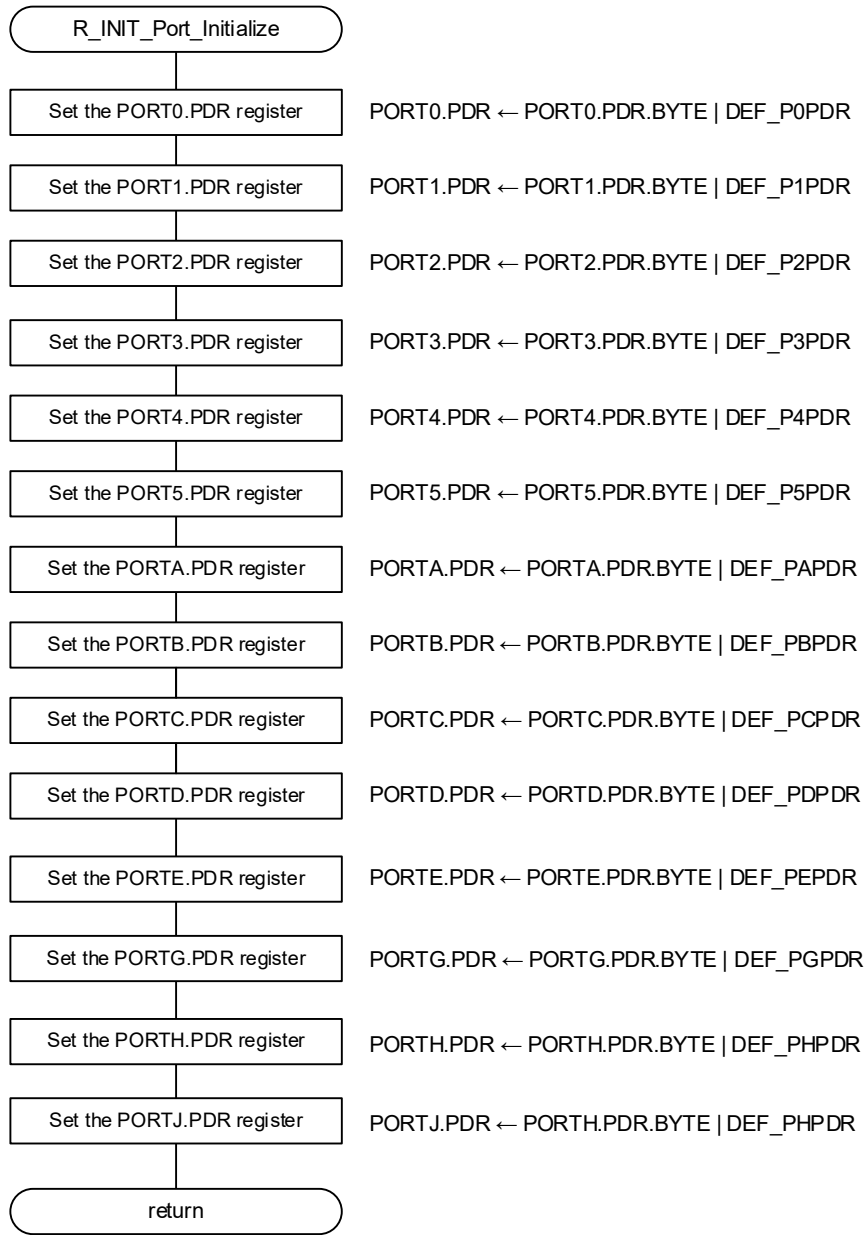 R_INIT_Port_Initialize
Set the PORT0.PDR register PORT0.PDR ← PORT0.PDR.BYTE | DEF_P0PDR
Set the PORT1.PDR register PORT1.PDR ← PORT1.PDR.BYTE | DEF_P1PDR
Set the PORT2.PDR register PORT2.PDR ← PORT2.PDR.BYTE | DEF_P2PDR
Set the PORT3.PDR register PORT3.PDR ← PORT3.PDR.BYTE | DEF_P3PDR
Set the PORT4.PDR register PORT4.PDR ← PORT4.PDR.BYTE | DEF_P4PDR
Set the PORT5.PDR register PORT5.PDR ← PORT5.PDR.BYTE | DEF_P5PDR
Set the PORTA.PDR register PORTA.PDR ← PORTA.PDR.BYTE | DEF_PAPDR
Set the PORTB.PDR register PORTB.PDR ← PORTB.PDR.BYTE | DEF_PBPDR
Set the PORTC.PDR register PORTC.PDR ← PORTC.PDR.BYTE | DEF_PCPDR
Set the PORTD.PDR register PORTD.PDR ← PORTD.PDR.BYTE | DEF_PDPDR
Set the PORTE.PDR register PORTE.PDR ← PORTE.PDR.BYTE | DEF_PEPDR
Set the PORTG.PDR register PORTG.PDR ← PORTG.PDR.BYTE | DEF_PGPDR
Set the PORTH.PDR register PORTH.PDR ← PORTH.PDR.BYTE | DEF_PHPDR
Set the PORTJ.PDR register PORTJ.PDR ← PORTH.PDR.BYTE | DEF_PHPDR
return